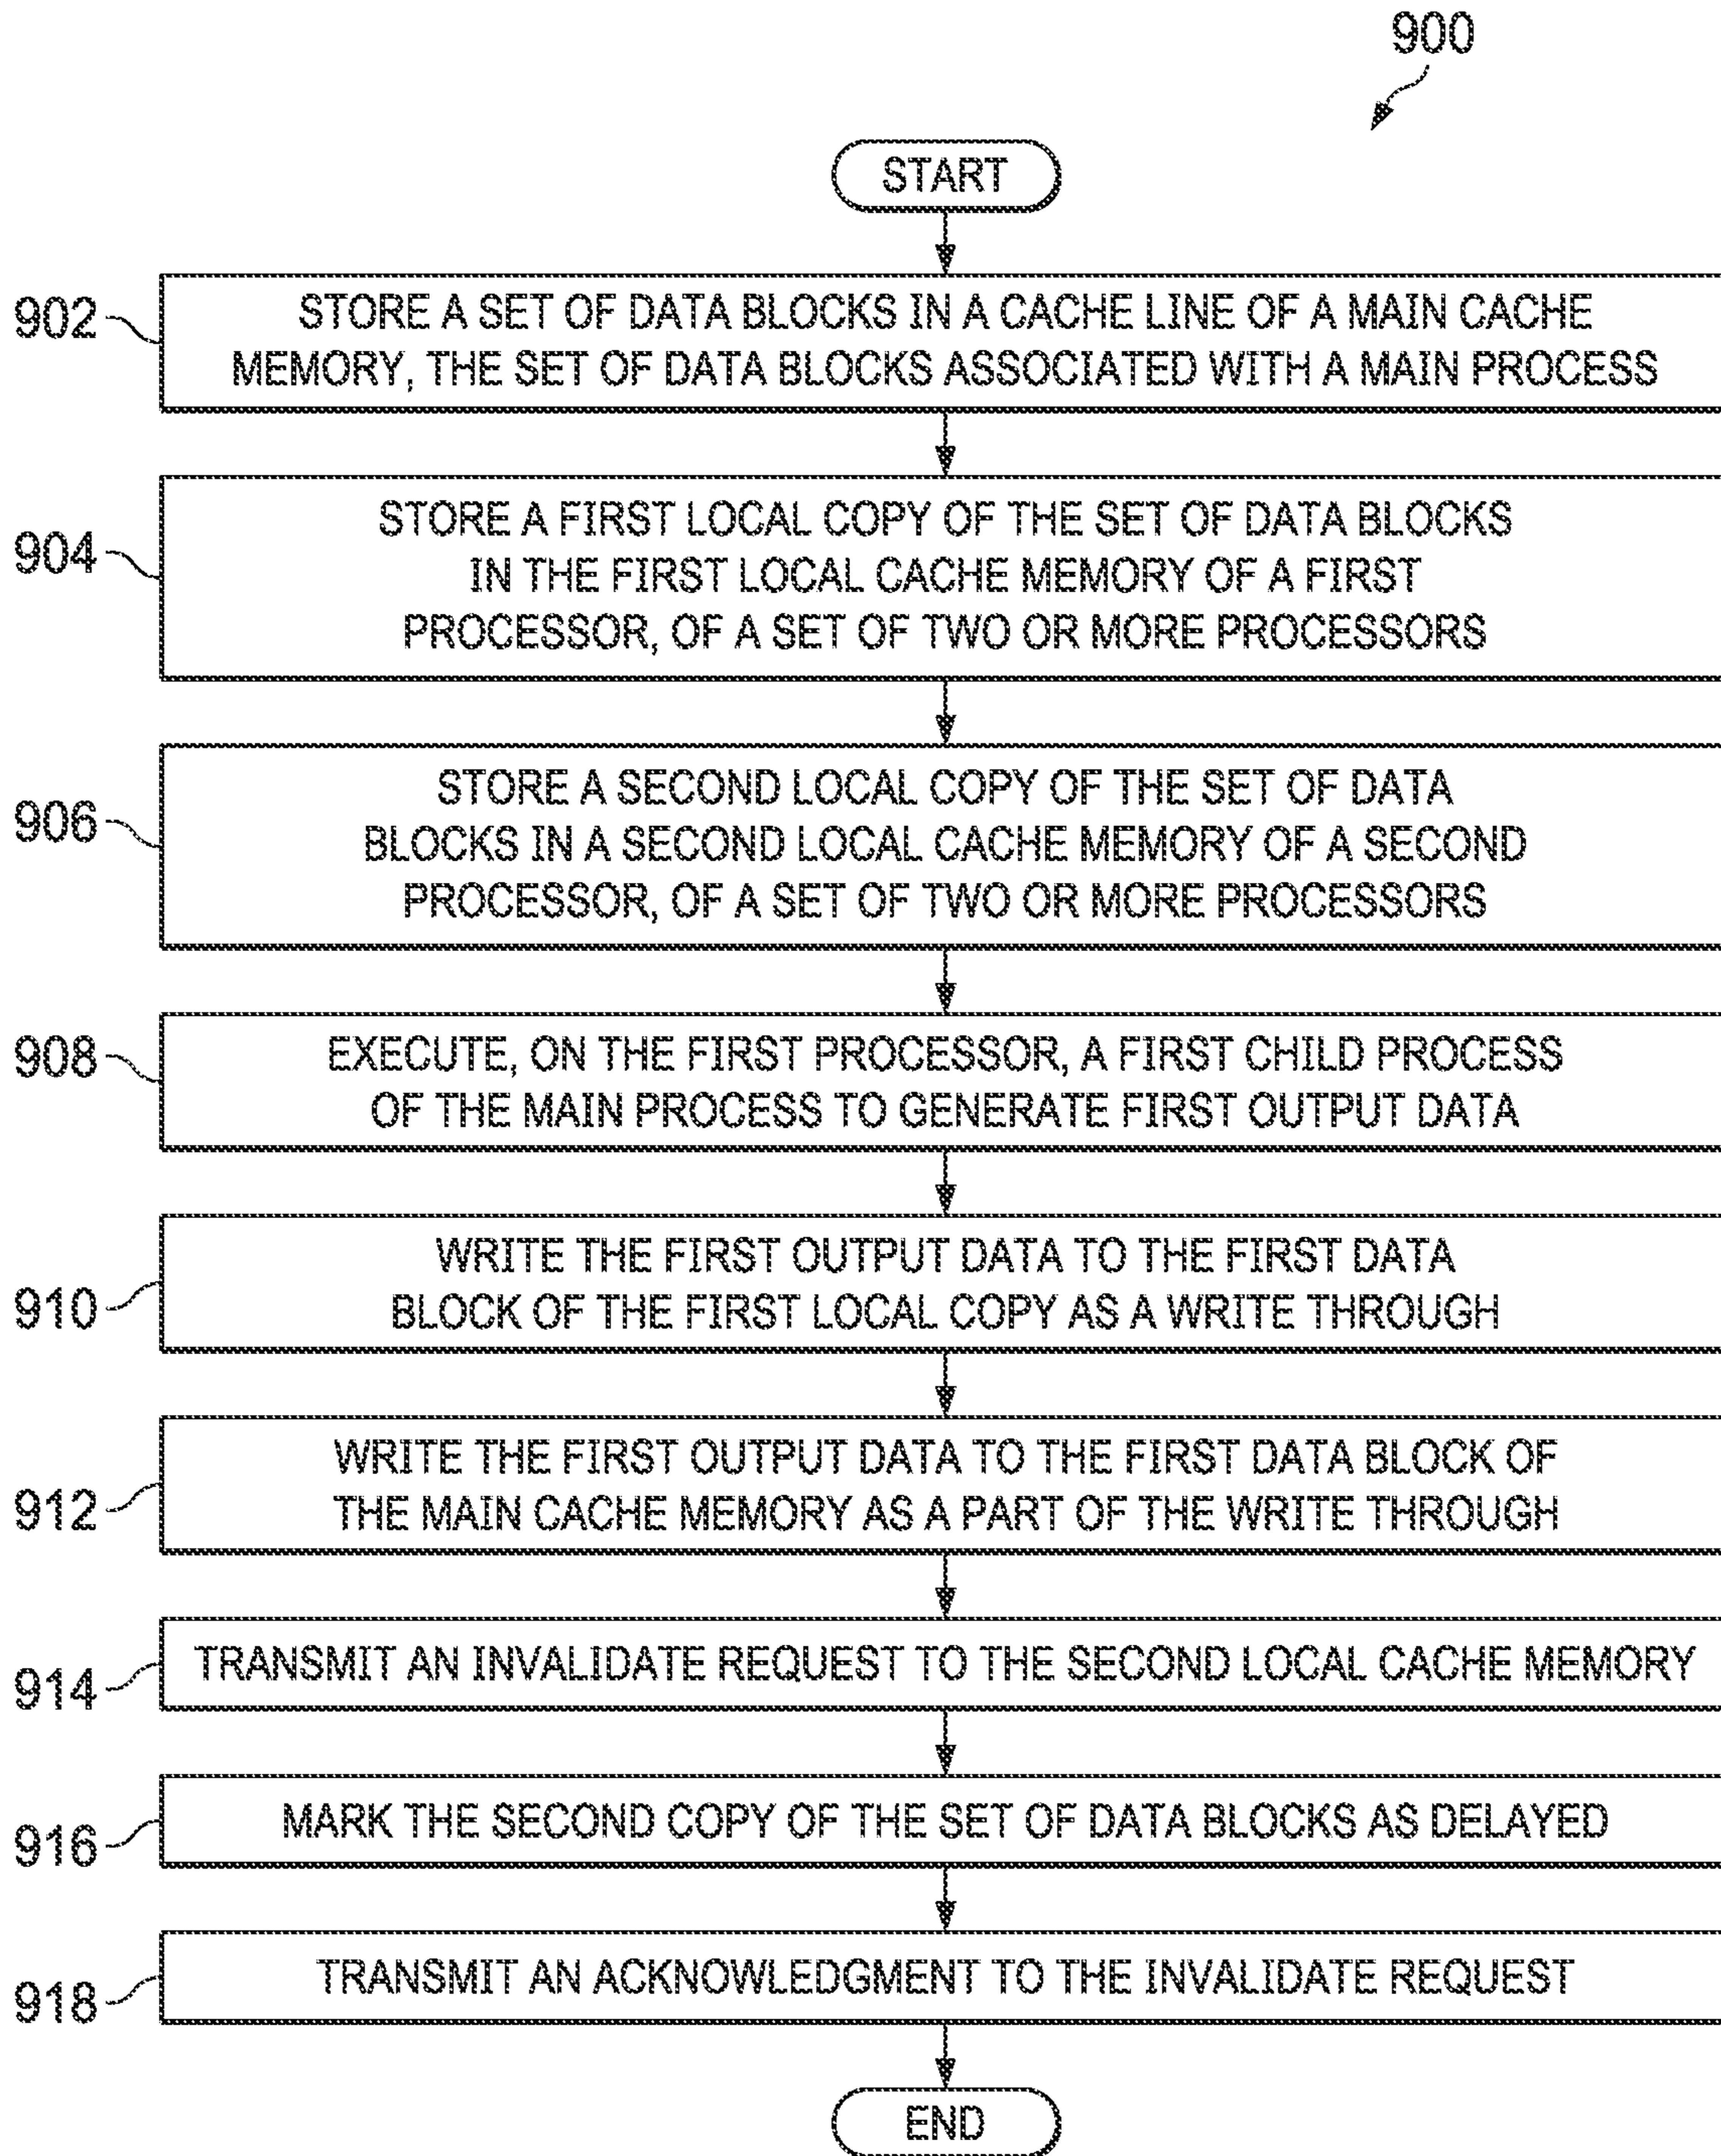 900
START
902
STORE A SET OF DATA BLOCKS IN A CACHE LINE OF A MAIN CACHE
MEMORY, THE SET OF DATA BLOCKS ASSOCIATED WITH A MAIN PROCESS
904
STORE A FIRST LOCAL COPY OF THE SET OF DATA BLOCKS
IN THE FIRST LOCAL CACHE MEMORY OF A FIRST
PROCESSOR, OF A SET OF TWO OR MORE PROCESSORS
906
STORE A SECOND LOCAL COPY OF THE SET OF DATA
BLOCKS IN A SECOND LOCAL CACHE MEMORY OF A SECOND
PROCESSOR, OF A SET OF TWO OR MORE PROCESSORS
908
EXECUTE, ON THE FIRST PROCESSOR, A FIRST CHILD PROCESS
OF THE MAIN PROCESS TO GENERATE FIRST OUTPUT DATA
910
WRITE THE FIRST OUTPUT DATA TO THE FIRST DATA
BLOCK OF THE FIRST LOCAL COPY AS A WRITE THROUGH
912
WRITE THE FIRST OUTPUT DATA TO THE FIRST DATA BLOCK OF
THE MAIN CACHE MEMORY AS A PART OF THE WRITE THROUGH
914
TRANSMIT AN INVALIDATE REQUEST TO THE SECOND LOCAL CACHE MEMORY
916
MARK THE SECOND COPY OF THE SET OF DATA BLOCKS AS DELAYED
918
TRANSMIT AN ACKNOWLEDGMENT TO THE INVALIDATE REQUEST
END